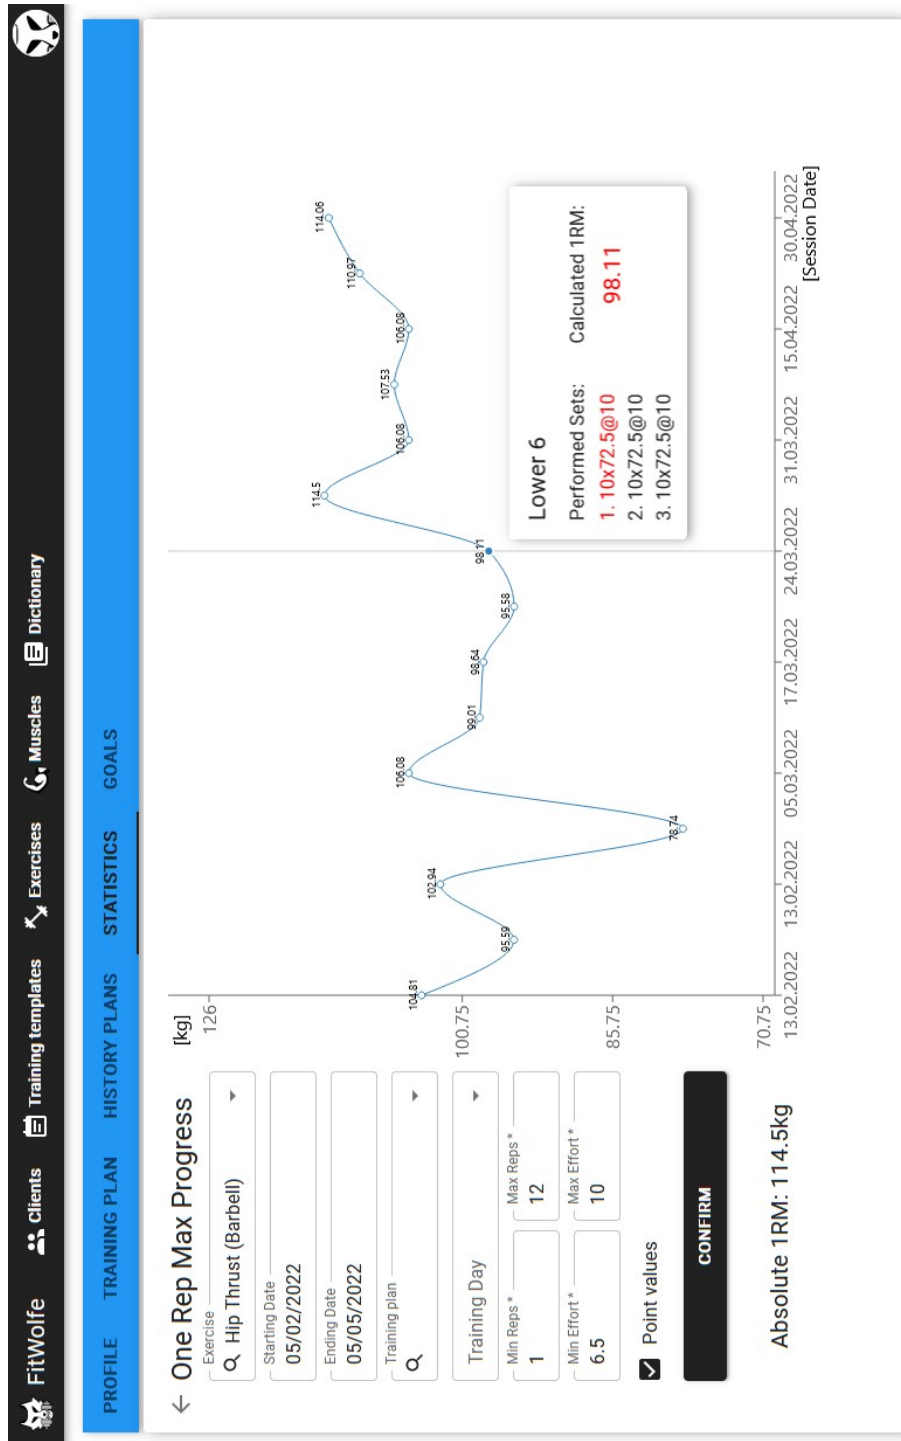 FitWolfe Clients Training templates Exercises Muscles Dictionary
PROFILE TRAINING PLAN HISTORY PLANS STATISTICS GOALS
One Rep Max Progress
Exercise
Hip Thrust (Barbell)
Starting Date
05/02/2022
Ending Date
05/05/2022
Training plan
Training Day
Min Reps *
1
Max Reps *
12
Min Effort *
6.5
Max Effort *
10
Point values
CONFIRM
Absolute 1RM: 114.5kg
[kg]
126
100.75
85.75
70.75
104.81
95.59
102.94
78.74
106.08
99.01
98.64
95.58
98.11
114.5
106.08
107.53
106.08
110.97
114.06
Lower 6
Performed Sets:
1. 10x72.5@10
2. 10x72.5@10
3. 10x72.5@10
Calculated 1RM:
98.11
13.02.2022 13.02.2022 05.03.2022 17.03.2022 24.03.2022 31.03.2022 15.04.2022 30.04.2022
[Session Date]